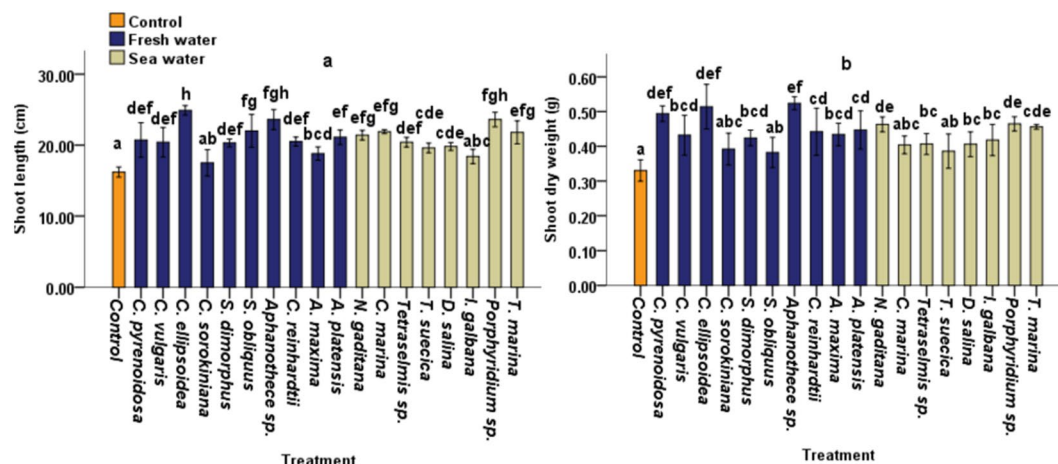 Control
Fresh water
Sea water
a
b
Shoot length (cm)
30.00
20.00
10.00
0.00
a
def
def
h
ab
def
fg
fgh
def
bcd
ef
efg
efg
def
cde
def
abc
fgh
efg
Control
C. pyrenoidosa
C. vulgaris
C. ellipsoidea
C. sorokiniana
S. dimorphus
S. obliquus
Aphanothece sp.
C. reinhardtii
A. maxima
A. platensis
N. gaditana
C. marina
Tetraselmis sp.
T. suecica
D. salina
I. galbana
Porphyridium sp.
T. marina
Treatment
Shoot dry weight (g)
0.60
0.50
0.40
0.30
0.20
0.10
0.00
a
def
bcd
def
abc
bcd
ab
ef
cd
bcd
cd
de
abc
bc
ab
bc
bc
de
cd
Control
C. pyrenoidosa
C. vulgaris
C. ellipsoidea
C. sorokiniana
S. dimorphus
S. obliquus
Aphanothece sp.
C. reinhardtii
A. maxima
A. platensis
N. gaditana
C. marina
Tetraselmis sp.
T. suecica
D. salina
I. galbana
Porphyridium sp.
T. marina
Treatment